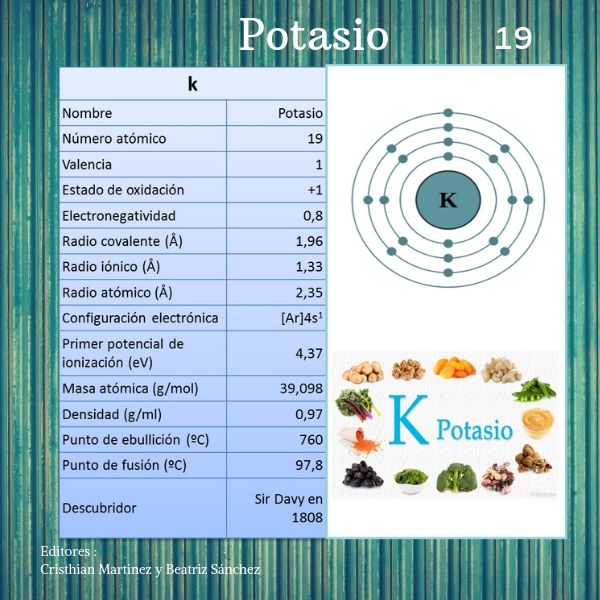 Potasio 19
k
Nombre Potasio
Número atómico 19
Valencia 1
Estado de oxidación +1
Electronegatividad 0,8
Radio covalente (Å) 1,96
Radio iónico (Å) 1,33
Radio atómico (Å) 2,35
Configuración electrónica [Ar]4s¹
Primer potencial de
ionización (eV) 4,37
Masa atómica (g/mol) 39,098
Densidad (g/ml) 0,97
Punto de ebullición (ºC) 760
Punto de fusión (ºC) 97,8
Descubridor Sir Davy en
1808
K
K Potasio
Editores :
Cristhian Martinez y Beatriz Sánchez